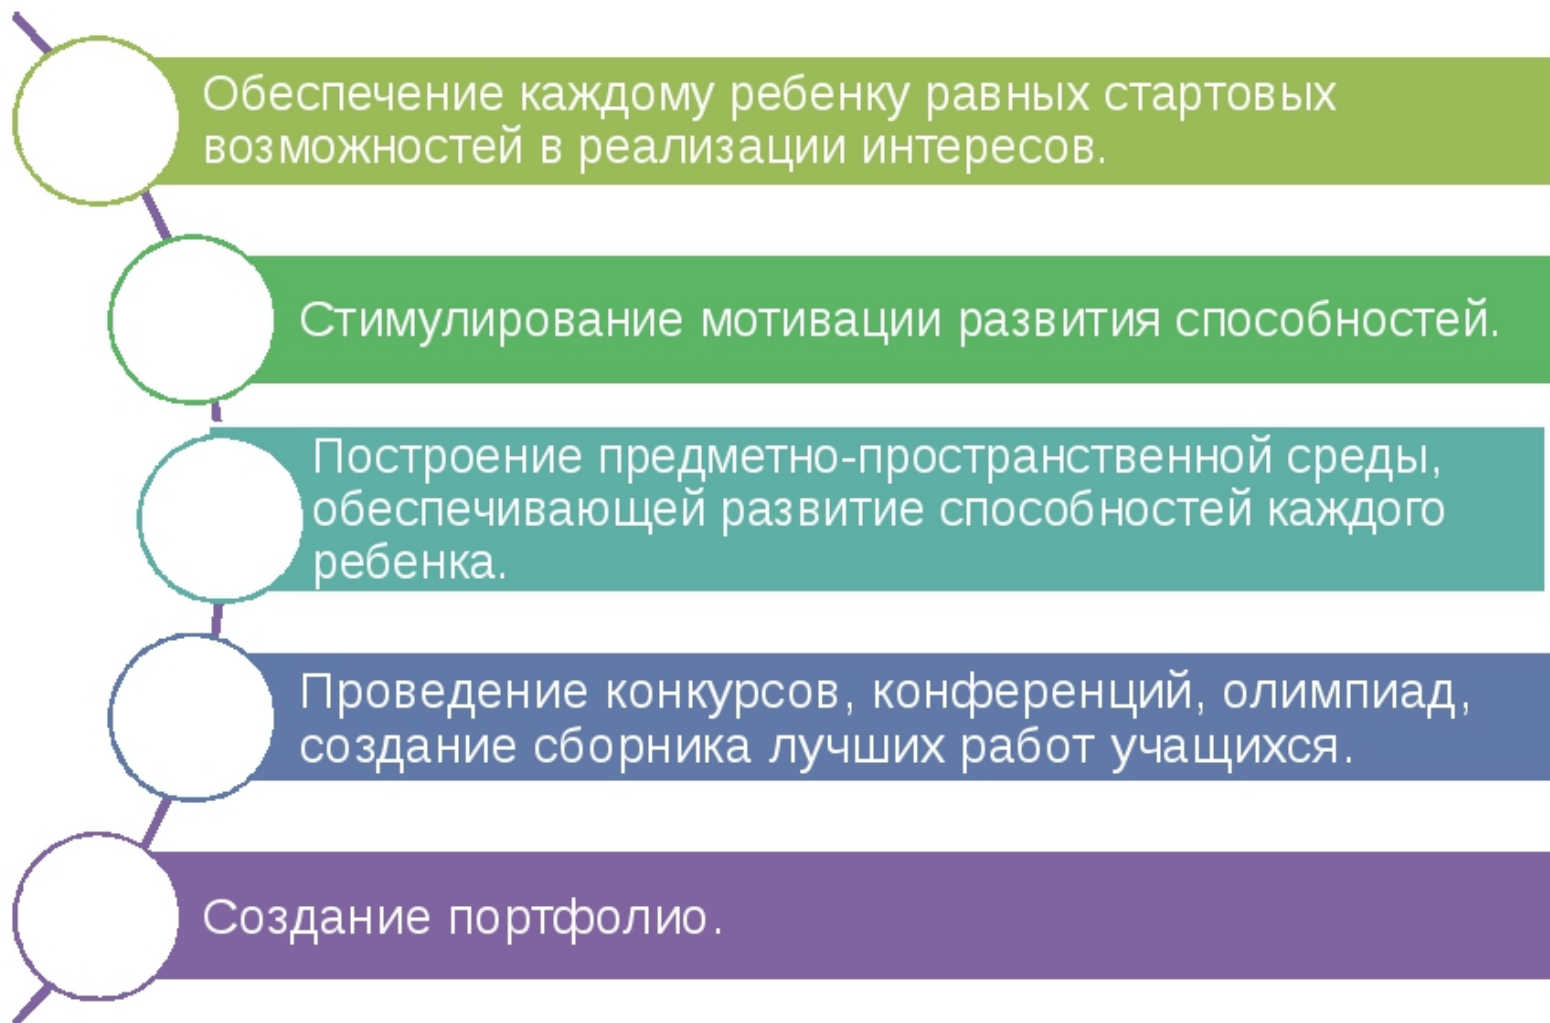 Обеспечение каждому ребенку равных стартовых
возможностей в реализации интересов.
Стимулирование мотивации развития способностей.
Построение предметно-пространственной среды,
обеспечивающей развитие способностей каждого
ребенка.
Проведение конкурсов, конференций, олимпиад,
создание сборника лучших работ учащихся.
Создание портфолио.